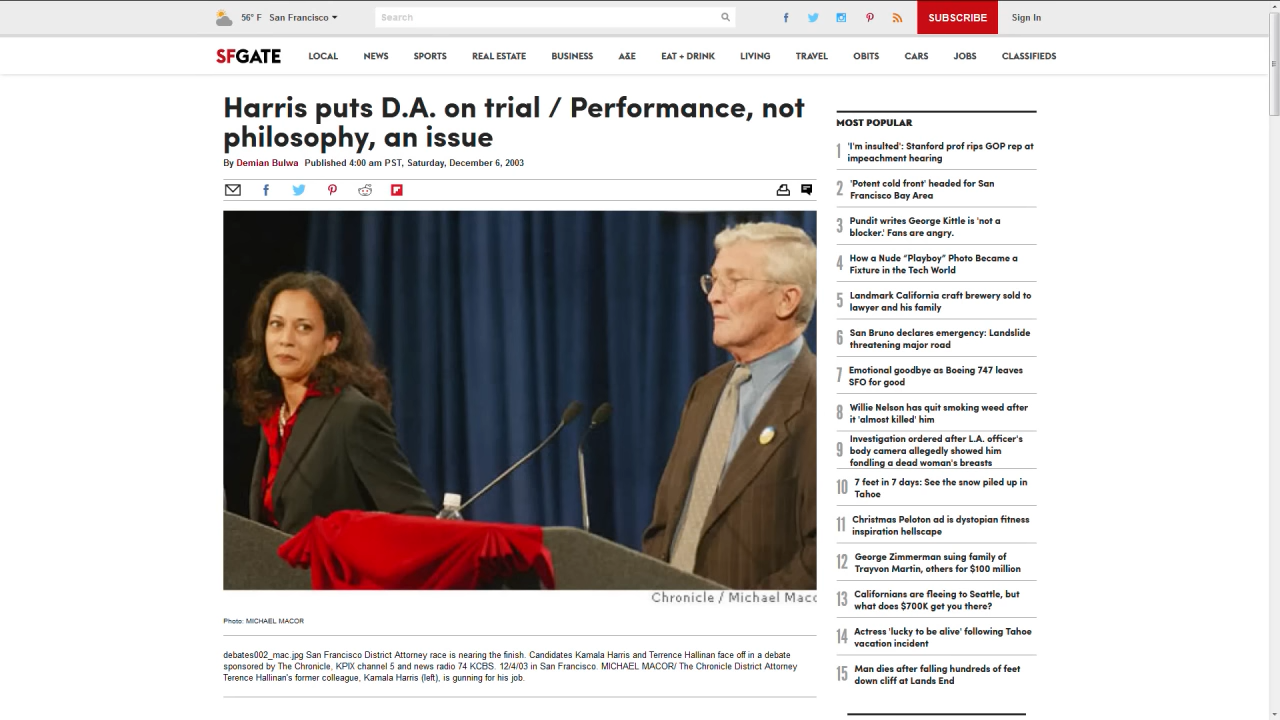 56° F San Francisco
Search
SUBSCRIBE
Sign In
SFGATE
LOCAL NEWS SPORTS REAL ESTATE BUSINESS A&E EAT + DRINK LIVING TRAVEL OBITS CARS JOBS CLASSIFIEDS
Harris puts D.A. on trial / Performance, not
philosophy, an issue
By Demian Bulwa Published 4:00 am PST, Saturday, December 6, 2003
Chronicle / Michael Mac
Photo: MICHAEL MACOR
debates002_mac.jpg San Francisco District Attorney race is nearing the finish. Candidates Kamala Harris and Terrence Hallinan face off in a debate
sponsored by The Chronicle, KPIX channel 5 and news radio 74 KCBS. 12/4/03 in San Francisco. MICHAEL MACOR/ The Chronicle District Attorney
Terence Hallinan's former colleague, Kamala Harris (left), is gunning for his job.
MOST POPULAR
1 'I'm insulted': Stanford prof rips GOP rep at
impeachment hearing
2 'Potent cold front' headed for San
Francisco Bay Area
3 Pundit writes George Kittle is 'not a
blocker.' Fans are angry.
4 How a Nude “Playboy” Photo Became a
Fixture in the Tech World
5 Landmark California craft brewery sold to
lawyer and his family
6 San Bruno declares emergency: Landslide
threatening major road
7 Emotional goodbye as Boeing 747 leaves
SFO for good
8 Willie Nelson has quit smoking weed after
it 'almost killed' him
9 Investigation ordered after L.A. officer's
body camera allegedly showed him
fondling a dead woman's breasts
10 7 feet in 7 days: See the snow piled up in
Tahoe
11 Christmas Peloton ad is dystopian fitness
inspiration hellscape
12 George Zimmerman suing family of
Trayvon Martin, others for $100 million
13 Californians are fleeing to Seattle, but
what does $700K get you there?
14 Actress 'lucky to be alive' following Tahoe
vacation incident
15 Man dies after falling hundreds of feet
down cliff at Lands End